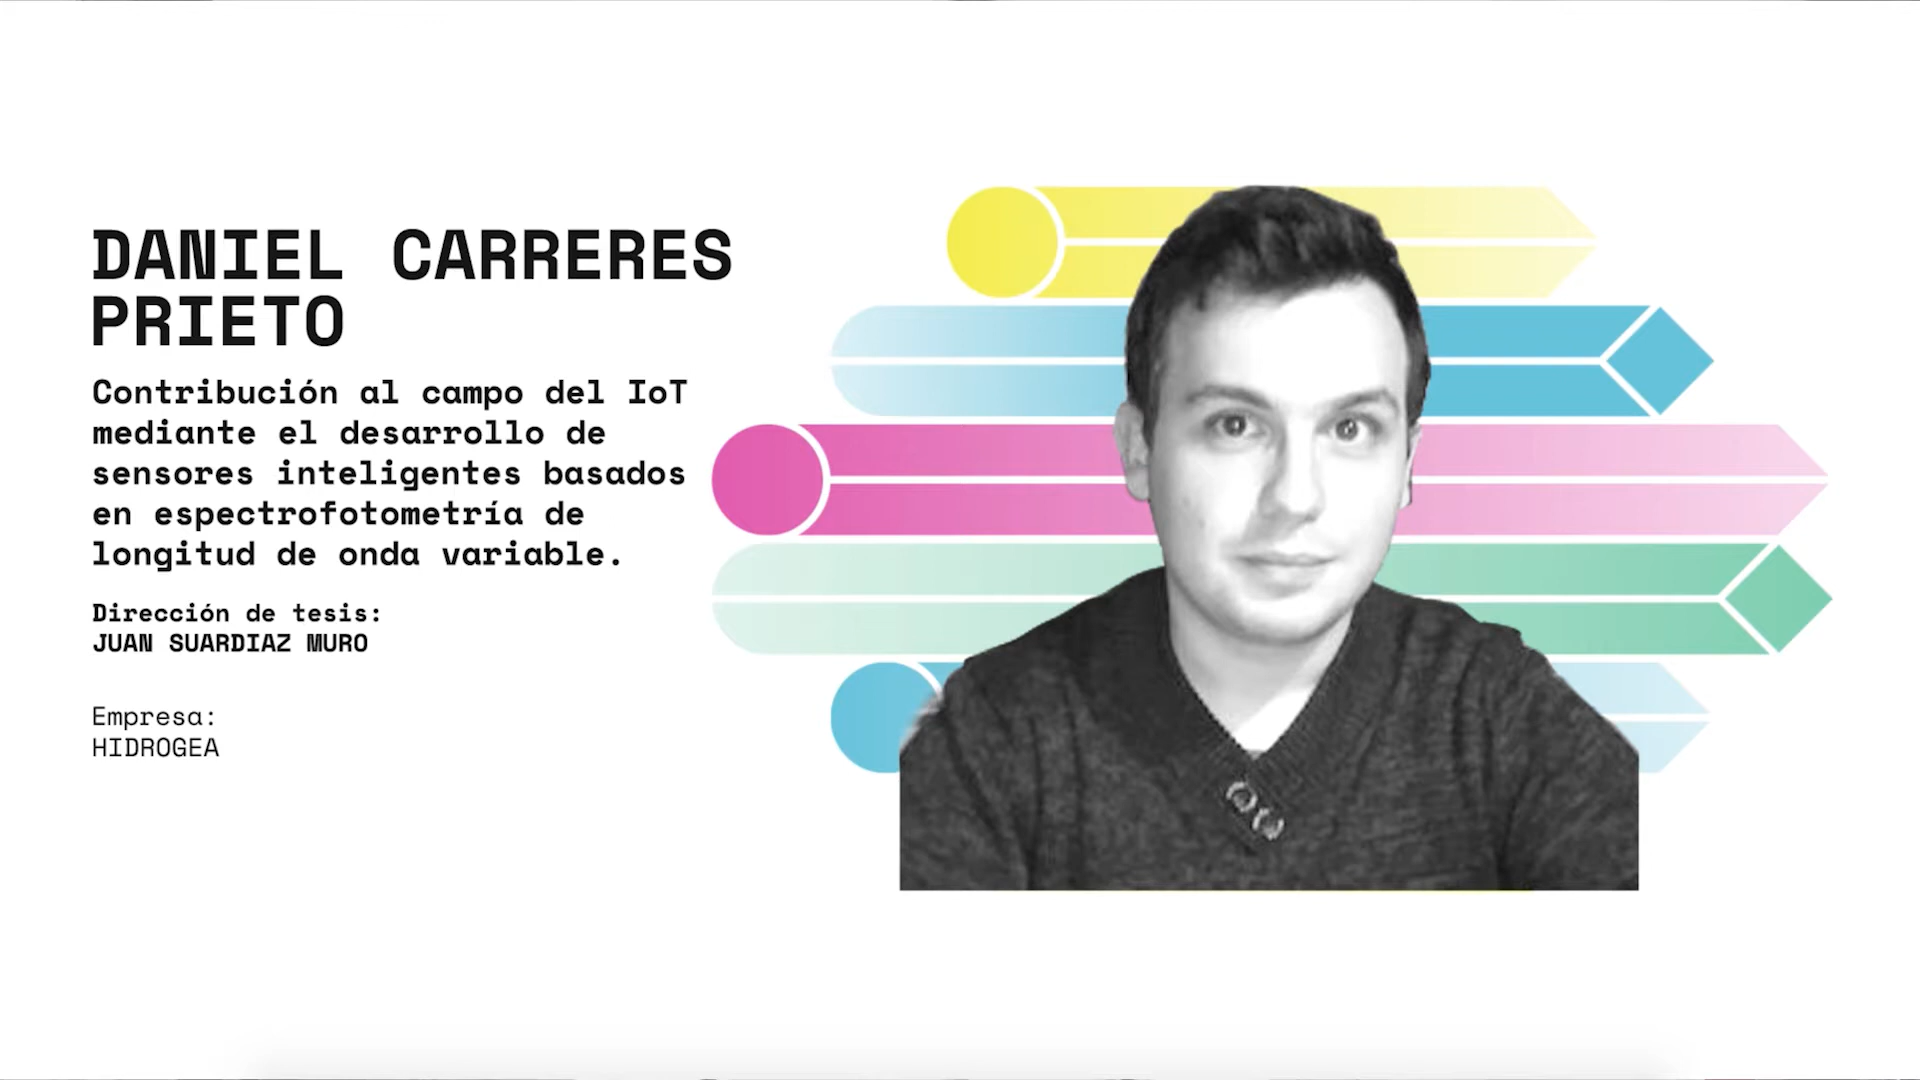 DANIEL CARRERES
PRIETO
Contribución al campo del IoT
mediante el desarrollo de
sensores inteligentes basados
en espectrofotometría de
longitud de onda variable.
Dirección de tesis:
JUAN SUARDIAZ MURO
Empresa:
HIDROGEA